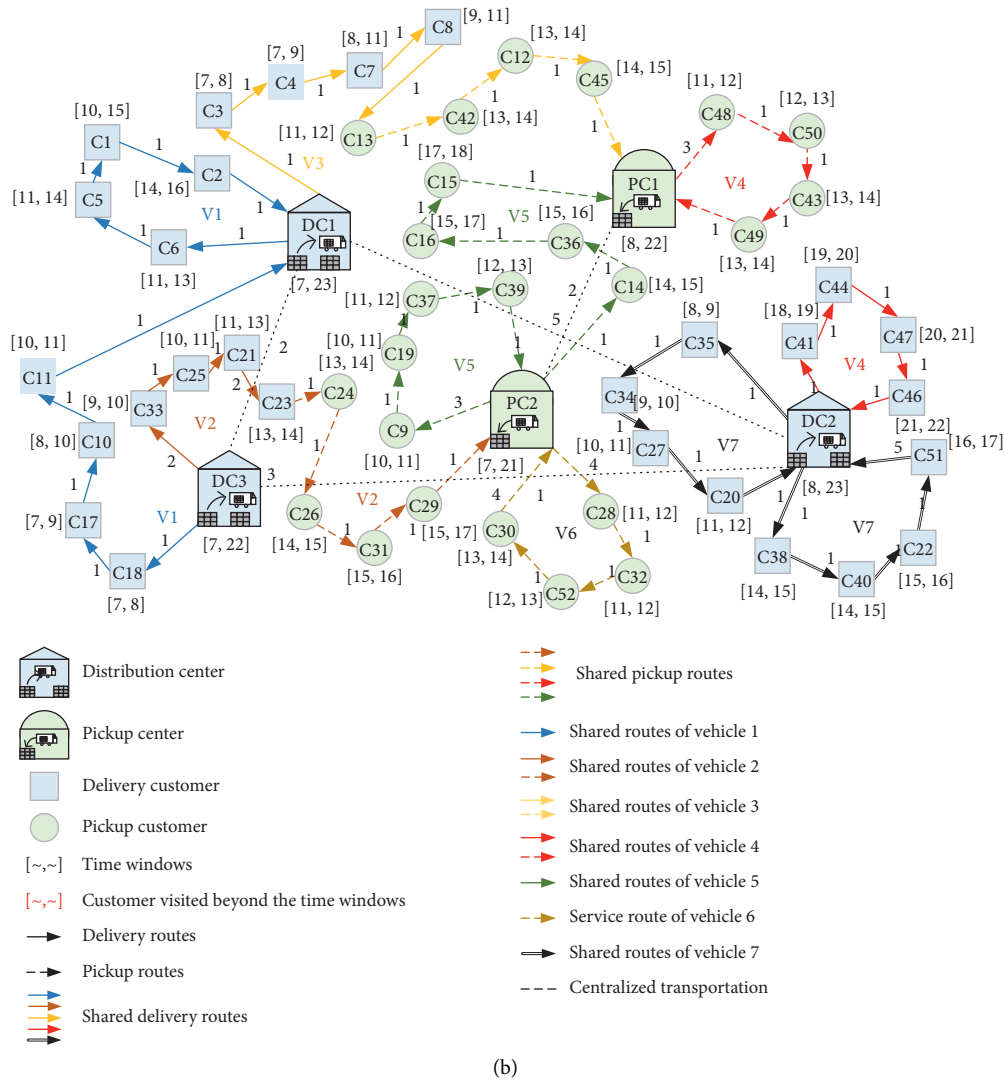 [9, 11]
[8, 11] 1 C8
[7, 9] 1 C7
C4 1
[7, 8] 1
C3
1
[13, 14]
C12
1 1
C45 [14, 15]
C42
[13, 14]
[11, 12]
C13
1
1
[11, 12]
C48
1
[12, 13]
C50
1
C43
[13, 14]
1
C49
1
[13, 14]
3
V4
PC1
[8, 22]
[10, 15]
C1
1
C2
[14, 16]
1
1
C5
[11, 14]
V1
1
C6
1
[11, 13]
V3
DC1
[7, 23]
[17, 18]
C15
1
1
C16
[15, 17]
V5
1
[15, 16]
C36
1
C14
[14, 15]
1
2
5
2
[12, 13]
C39
1
[11, 12]
C37
1
[10, 11]
C19
1
C9
[10, 11]
3
1
V5
PC2
[7, 21]
[10, 11]
C11
1
1
C10
[8, 10]
1
C17
[7, 9]
1
C18
[7, 8]
1
V1
DC3
[7, 22]
3
2
C33
[9, 10]
1
C25
[10, 11]
1
C21
[11, 13]
2
C23
[13, 14]
1
C24
[13, 14]
V2
1
C26
[14, 15]
1
C31
[15, 16]
1
C29
[15, 17]
1
V2
4
1
4
C30
[13, 14]
V6
C28
[11, 12]
1
C32
[11, 12]
1
C52
[12, 13]
1
[8, 9]
C35
1
1
C34
[9, 10]
1
C27
[10, 11]
1
C20
[11, 12]
1
V7
[19, 20]
C44
1
[18, 19]
C41
1
1
C47
[20, 21]
1
V4
C46
1
[21, 22]
DC2
[8, 23]
5
C51
[16, 17]
1
C38
[14, 15]
1
C40
[14, 15]
1
C22
[15, 16]
1
V7
Distribution center
Pickup center
Delivery customer
Pickup customer
[~,~] Time windows
[~,~] Customer visited beyond the time windows
Delivery routes
Pickup routes
Shared delivery routes
Shared pickup routes
Shared routes of vehicle 1
Shared routes of vehicle 2
Shared routes of vehicle 3
Shared routes of vehicle 4
Shared routes of vehicle 5
Service route of vehicle 6
Shared routes of vehicle 7
Centralized transportation
(b)